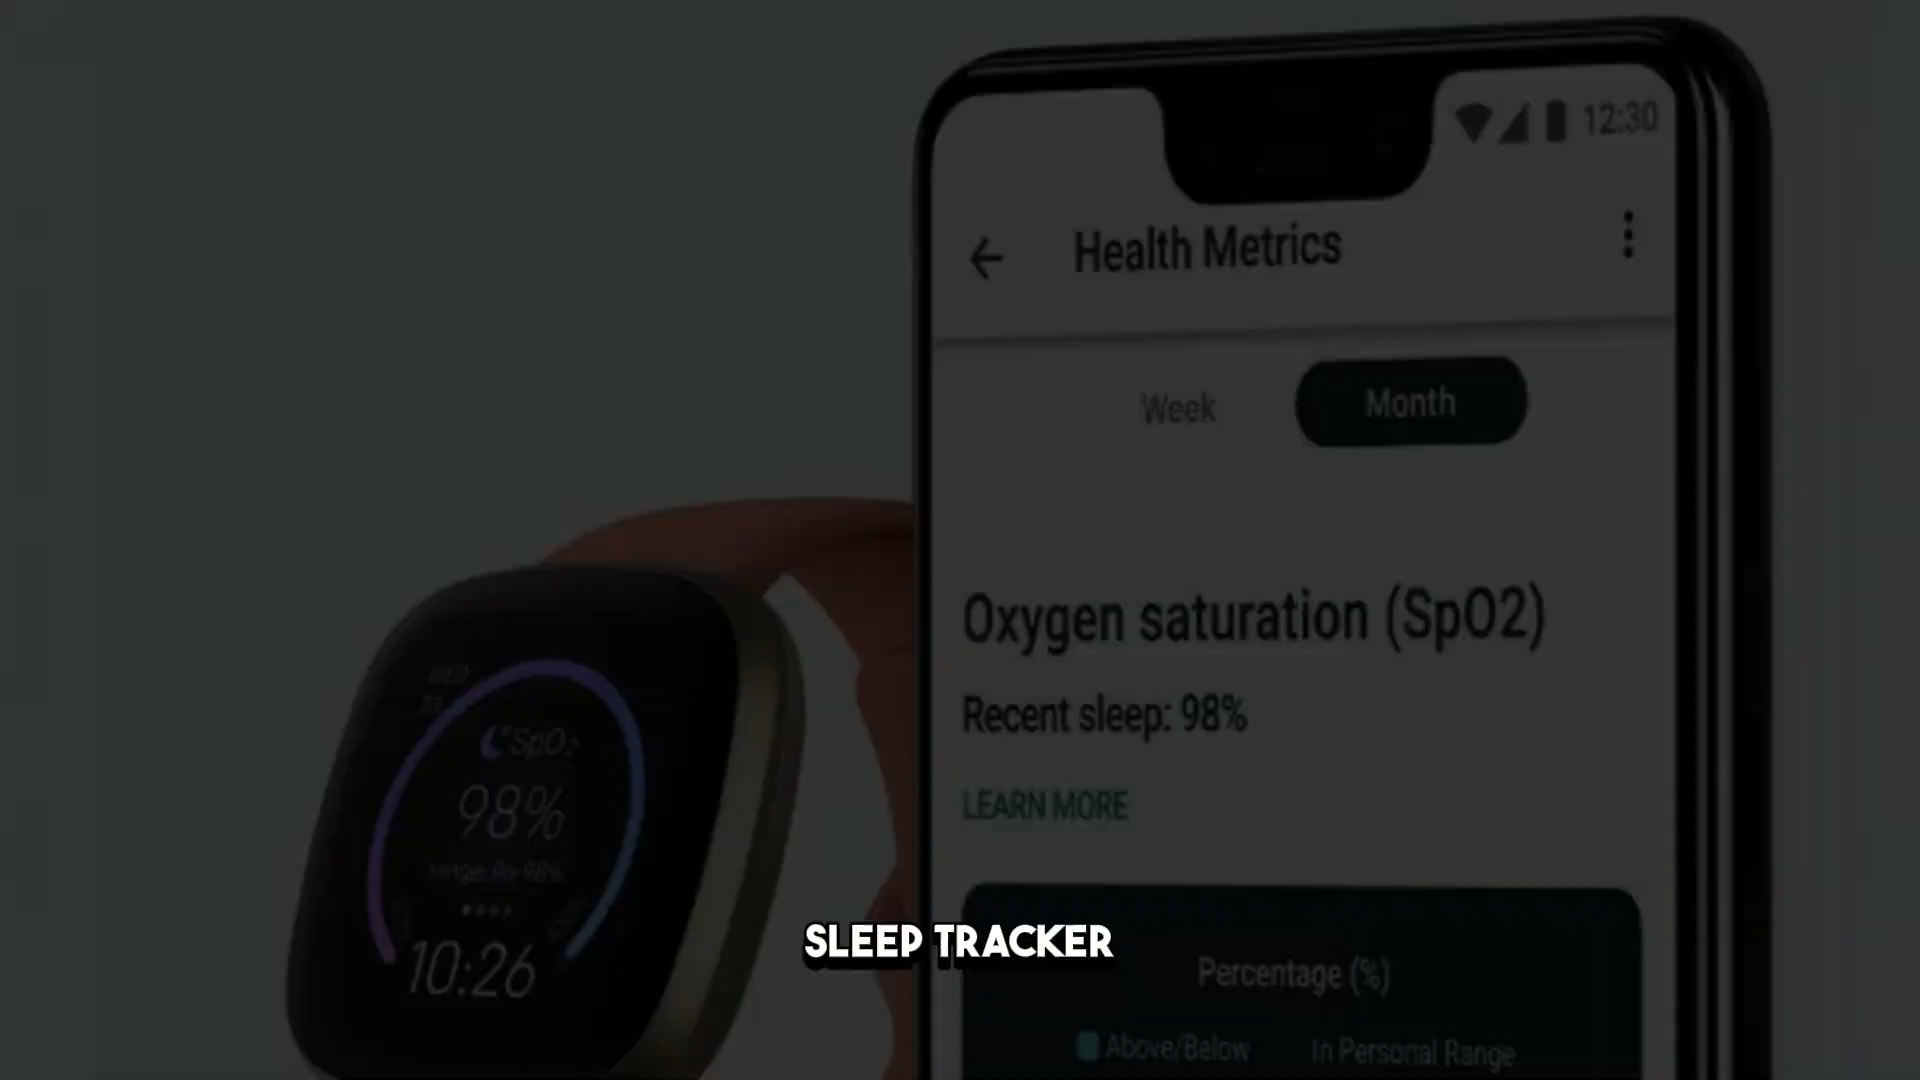 12:30
Health Metrics
Week
Month
Oxygen saturation (SpO2)
Recent sleep: 98%
LEARN MORE
Percentage (%)
Above/Below
In Personal Range
WED
SpO2
98%
10:26
SLEEP TRACKER